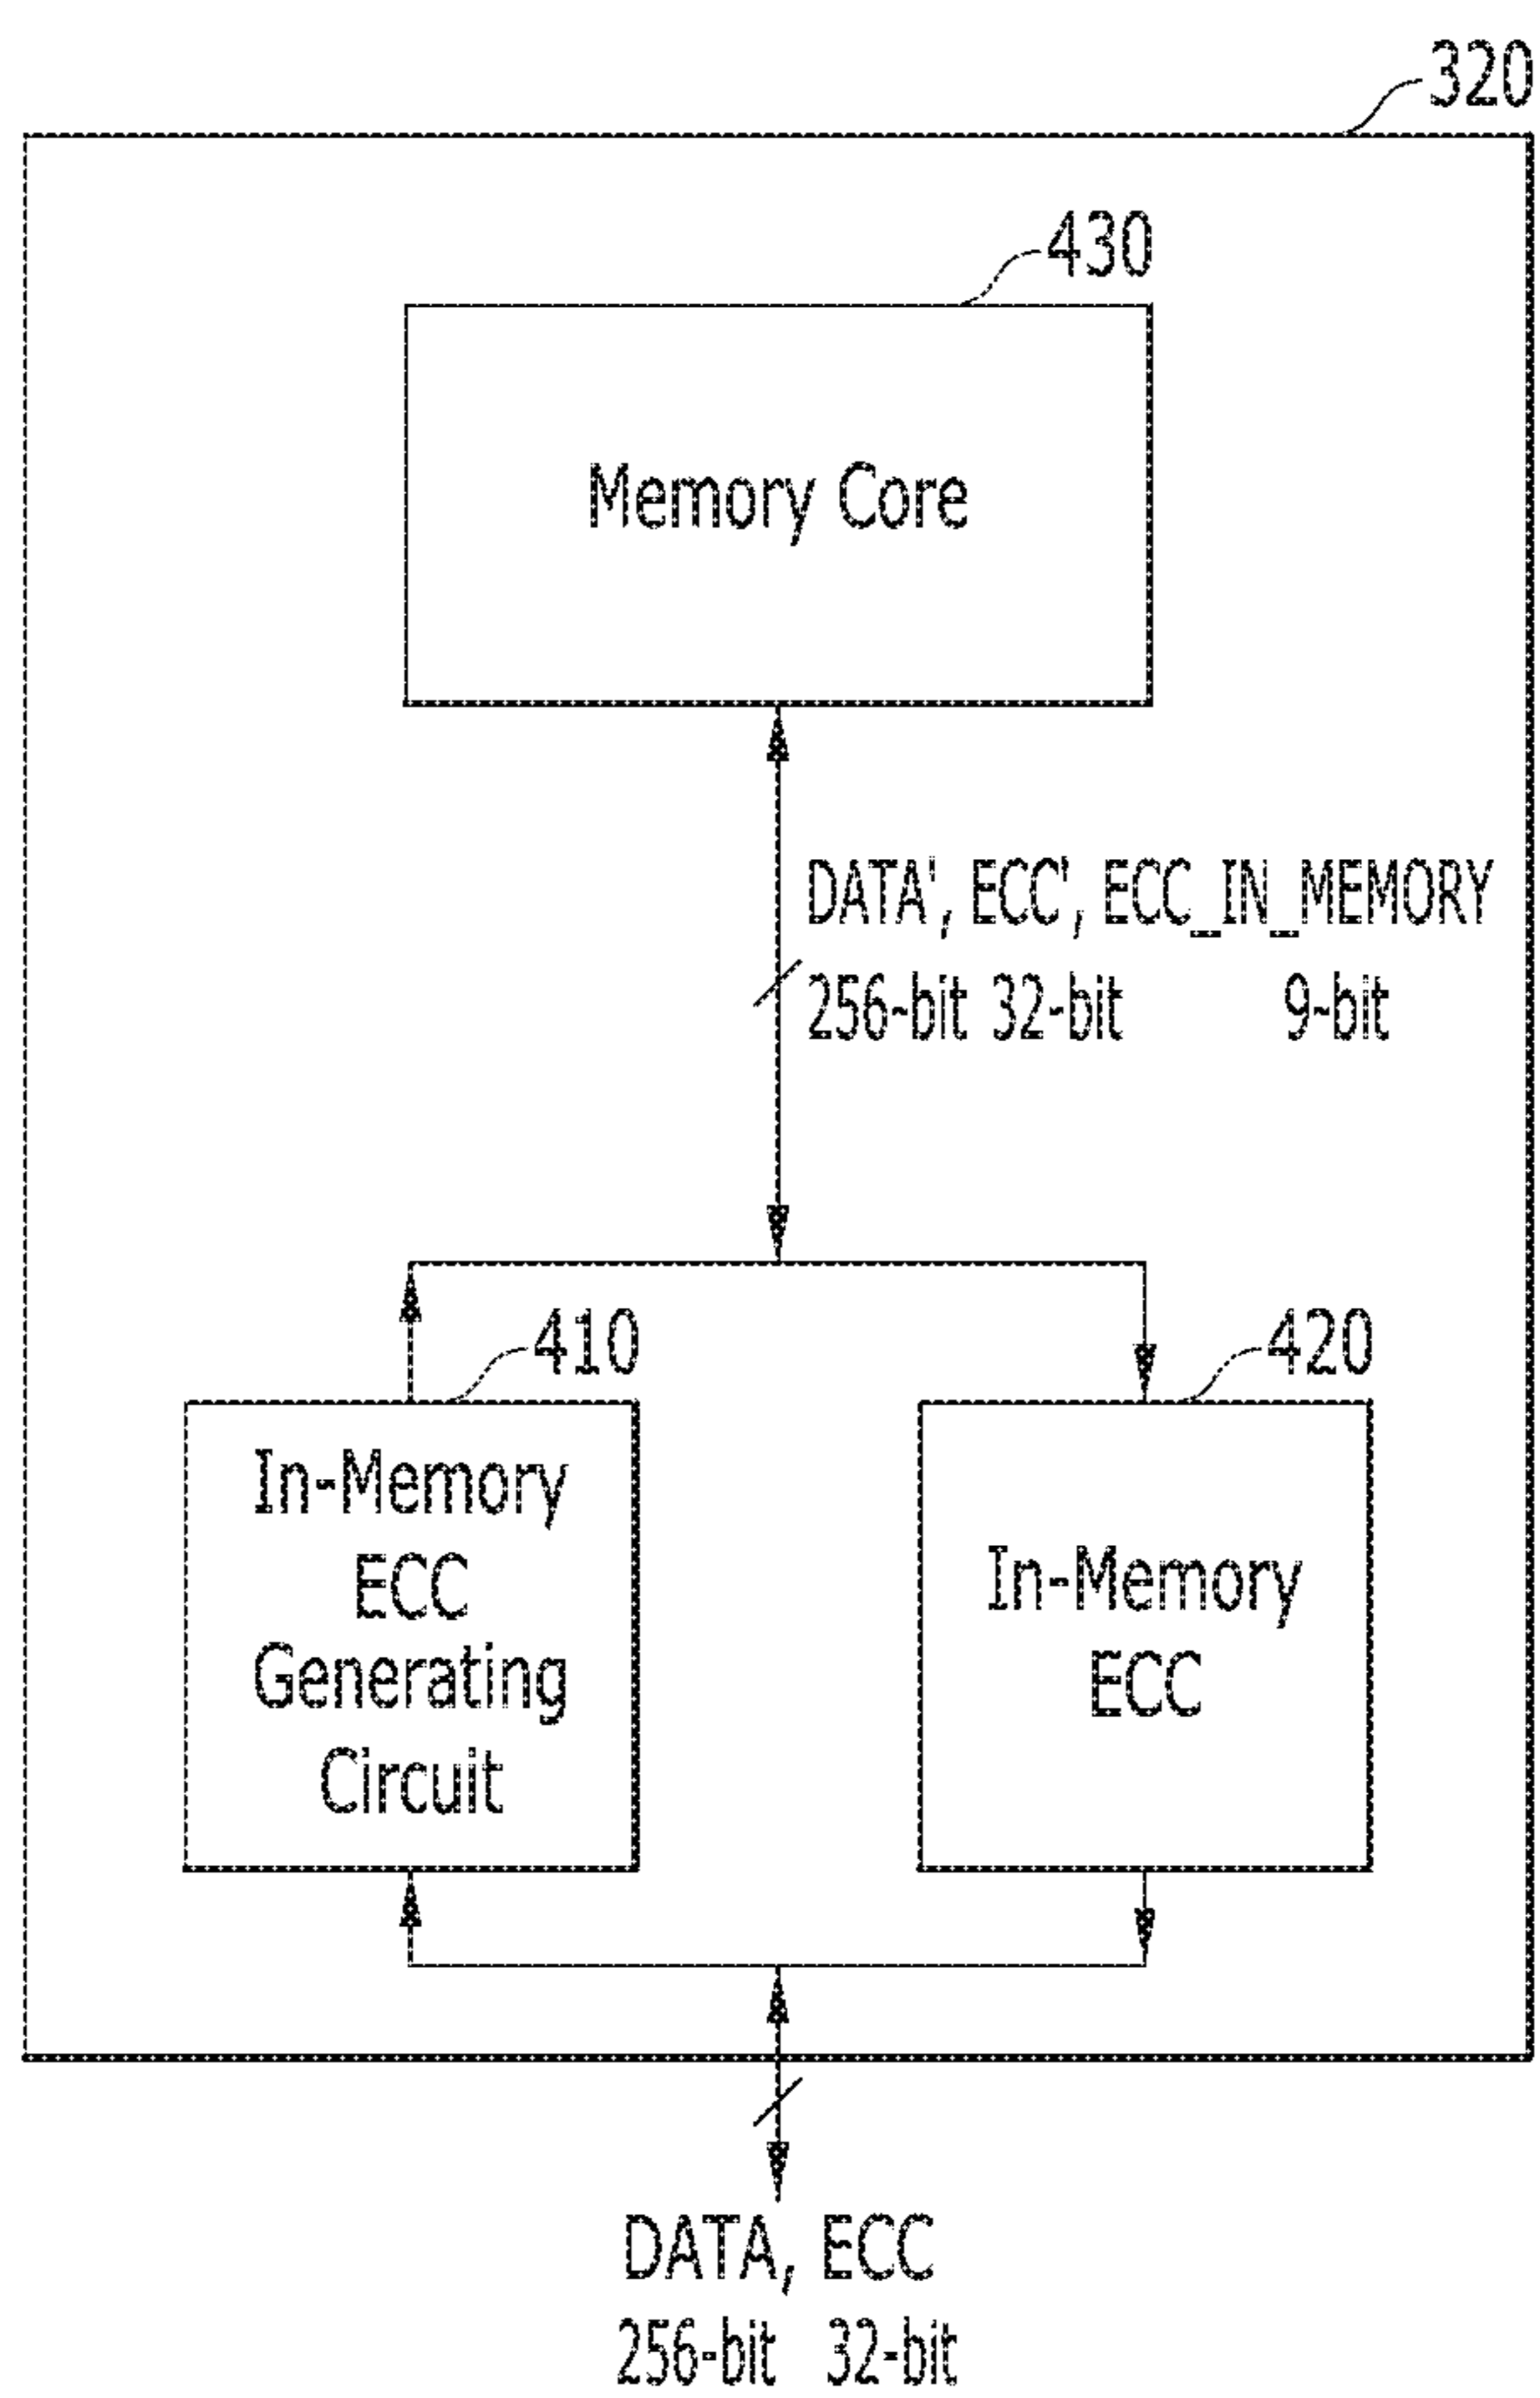 320
430
Memory Core
DATA', ECC', ECC_IN_MEMORY
256-bit 32-bit 9-bit
410
420
In-Memory
ECC
Generating
Circuit
In-Memory
ECC
DATA, ECC
256-bit 32-bit